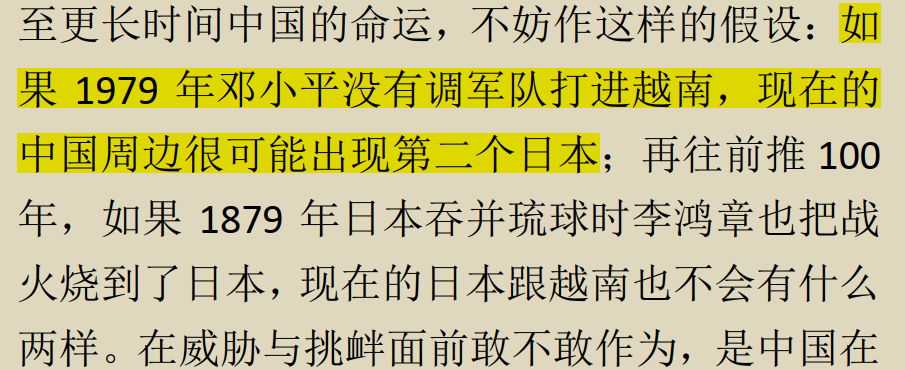 至更长时间中国的命运，不妨作这样的假设：如
果 1979 年邓小平没有调军队打进越南，现在的
中国周边很可能出现第二个日本；再往前推 100
年，如果 1879 年日本吞并琉球时李鸿章也把战
火烧到了日本，现在的日本跟越南也不会有什么
两样。在威胁与挑衅面前敢不敢作为，是中国在